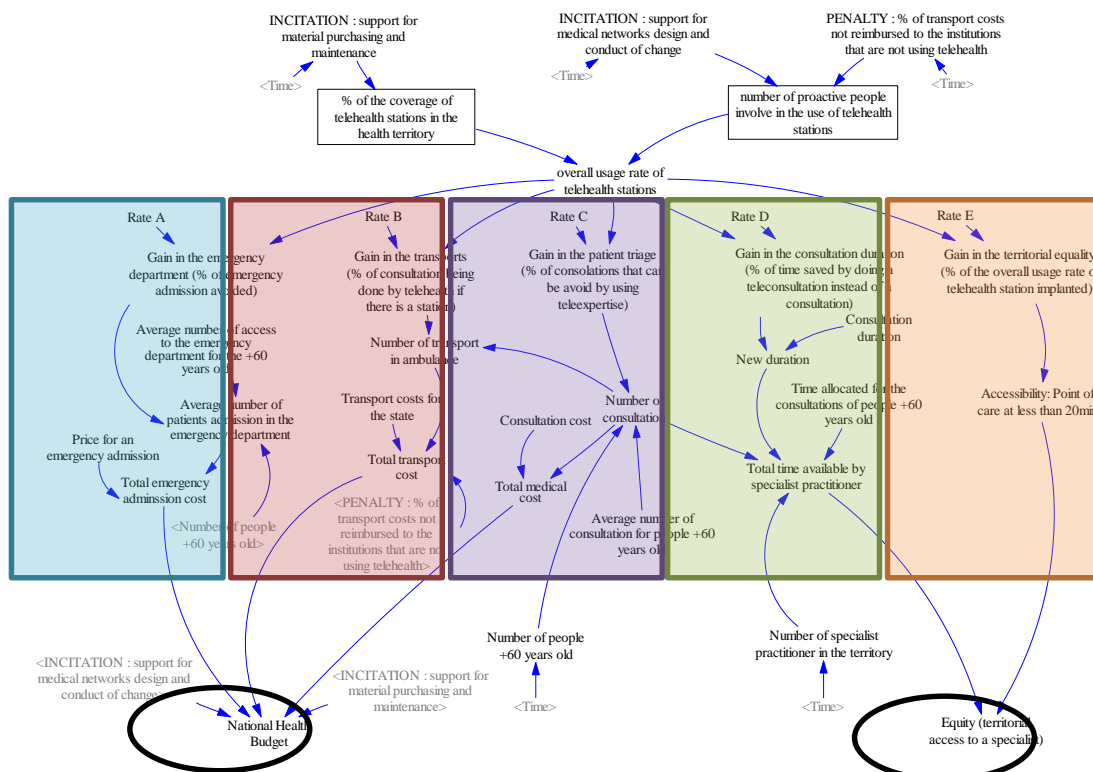 INCITATION : support for
material purchasing and
maintenance
<Time>
INCITATION : support for
medical networks design and
conduct of change
<Time>
PENALTY : % of transport costs
not reimbursed to the institutions
that are not using telehealth
<Time>
% of the coverage of
telehealth stations in the
health territory
number of proactive people
involve in the use of telehealth
stations
overall usage rate of
telehealth stations
Rate A
Gain in the emergency
department (% of emergency
admission avoided)
Average number of access
to the emergency
department for the +60
years old
Average number of
patients admission in the
emergency department
Price for an
emergency admission
Total emergency
adminssion cost
<Number of people
+60 years old>
Rate B
Gain in the transports
(% of consultation being
done by telehealth if
there is a station)
Number of transport
in ambulance
Transport costs for
the state
Total transport
cost
<PENALTY : % of
transport costs not
reimbursed to the
institutions that are not
using telehealth>
Rate C
Gain in the patient triage
(% of consolations that can
be avoid by using
teleexpertise)
Number of
consultation
Consultation cost
Total medical
cost
Average number of
consultation for people +60
years old
Rate D
Gain in the consultation duration
(% of time saved by doing a
teleconsultation instead of a
consultation)
Consultation
duration
New duration
Time allocated for the
consultations of people +60
years old
Total time available by
specialist practitioner
Rate E
Gain in the territorial equity
(% of the overall usage rate of
telehealth station implanted)
Accessibility: Point of
care at less than 20min
Number of people
+60 years old
<Time>
Number of specialist
practitioner in the territory
<Time>
<INCITATION : support for
medical networks design and
conduct of change>
<INCITATION : support for
material purchasing and
maintenance>
National Health
Budget
Equity (territorial
access to a specialist)